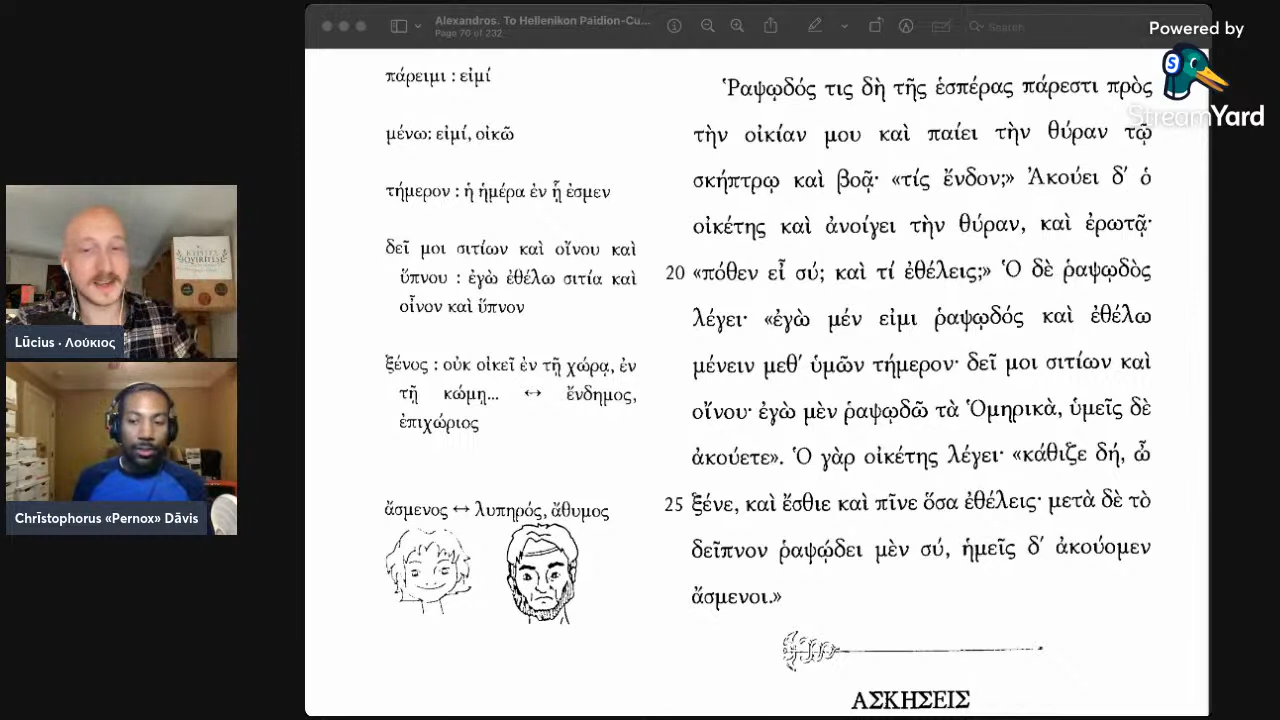 Alexandros. To Hellenikon Paidion-Cu...
Page 70 of 232
Search
Powered by
StreamYard
πάρειμι : εἰμί
μένω: εἰμί, οἰκῶ
τήμερον : ἡ ἡμέρα ἐν ᾗ ἐσμεν
δεῖ μοι σιτίων καὶ οἴνου καὶ
ὕπνου : ἐγὼ ἐθέλω σιτία καὶ
οἶνον καὶ ὕπνον
ξένος : οὐκ οἰκεῖ ἐν τῇ χώρᾳ, ἐν
τῇ κώμῃ... ↔ ἔνδημος,
ἐπιχώριος
ἄσμενος ↔ λυπηρός, ἄθυμος
Ῥαψῳδός τις δὴ τῆς ἑσπέρας πάρεστι πρὸς
τὴν οἰκίαν μου καὶ παίει τὴν θύραν τῷ
σκήπτρῳ καὶ βοᾷ· «τίς ἔνδον;» Ἀκούει δ’ ὁ
οἰκέτης καὶ ἀνοίγει τὴν θύραν, καὶ ἐρωτᾷ·
20 «πόθεν εἶ σύ; καὶ τί ἐθέλεις;» Ὁ δὲ ῥαψῳδὸς
λέγει· «ἐγὼ μέν εἰμι ῥαψῳδός καὶ ἐθέλω
μένειν μεθ’ ὑμῶν τήμερον· δεῖ μοι σιτίων καὶ
οἴνου· ἐγὼ μὲν ῥαψῳδῶ τὰ Ὁμηρικὰ, ὑμεῖς δὲ
ἀκούετε». Ὁ γὰρ οἰκέτης λέγει· «κάθιζε δή, ὦ
25 ξένε, καὶ ἔσθιε καὶ πῖνε ὅσα ἐθέλεις· μετὰ δὲ τὸ
δεῖπνον ῥαψῴδει μὲν σύ, ἡμεῖς δ’ ἀκούομεν
ἄσμενοι.»
ΑΣΚΗΣΕΙΣ
Lūcius · Λούκιος
Chrīstophorus «Pernox» Dāvis